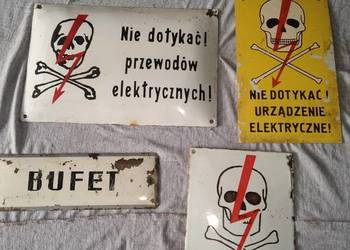 Nie dotykać!
przewodów
elektrycznych!
NIE DOTYKAĆ!
URZĄDZENIE
ELEKTRYCZNE!
BUFET